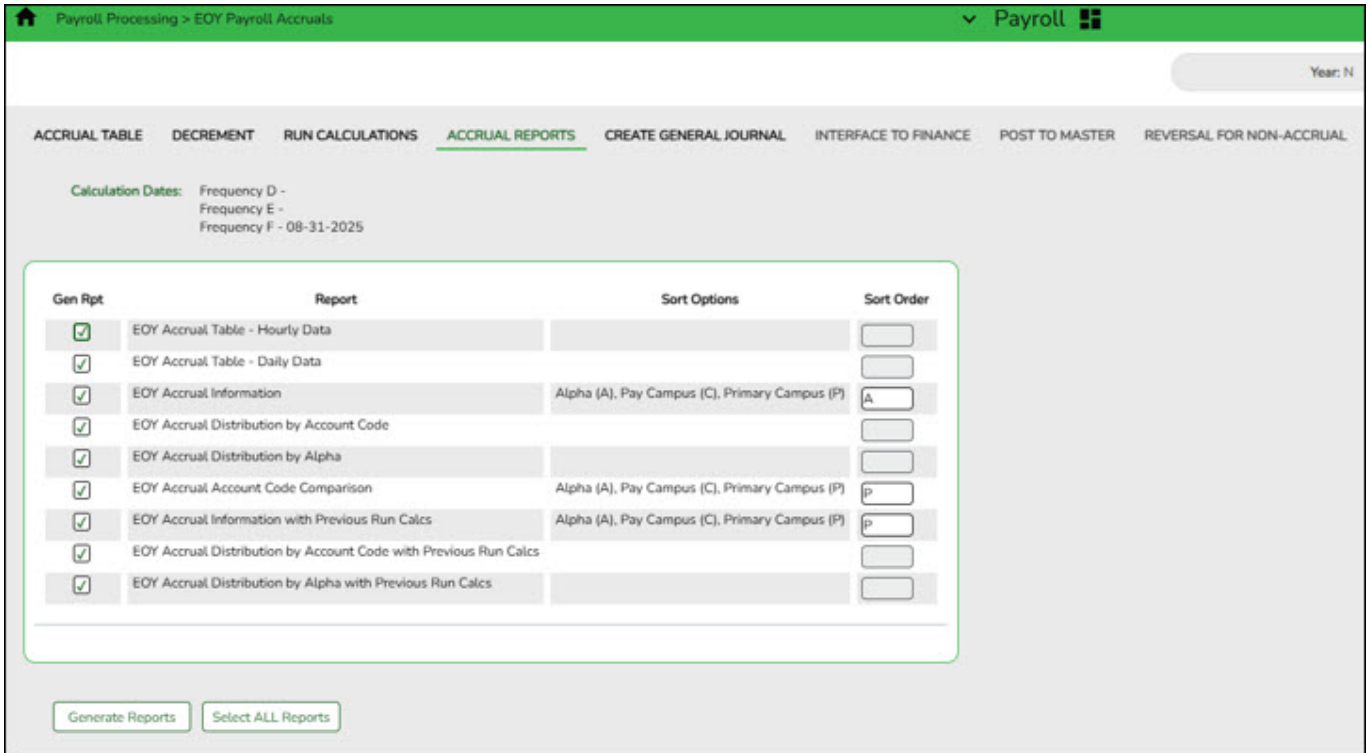 Payroll Processing > EOY Payroll Accruals
Payroll
Year: N
ACCRUAL TABLE DECREMENT RUN CALCULATIONS ACCRUAL REPORTS CREATE GENERAL JOURNAL INTERFACE TO FINANCE POST TO MASTER REVERSAL FOR NON-ACCRUAL
Calculation Dates: Frequency D -
Frequency E -
Frequency F - 08-31-2025
Gen Rpt Report Sort Options Sort Order
EOY Accrual Table - Hourly Data
EOY Accrual Table - Daily Data
EOY Accrual Information Alpha (A), Pay Campus (C), Primary Campus (P) A
EOY Accrual Distribution by Account Code
EOY Accrual Distribution by Alpha
EOY Accrual Account Code Comparison Alpha (A), Pay Campus (C), Primary Campus (P) P
EOY Accrual Information with Previous Run Calcs Alpha (A), Pay Campus (C), Primary Campus (P) P
EOY Accrual Distribution by Account Code with Previous Run Calcs
EOY Accrual Distribution by Alpha with Previous Run Calcs
Generate Reports Select ALL Reports